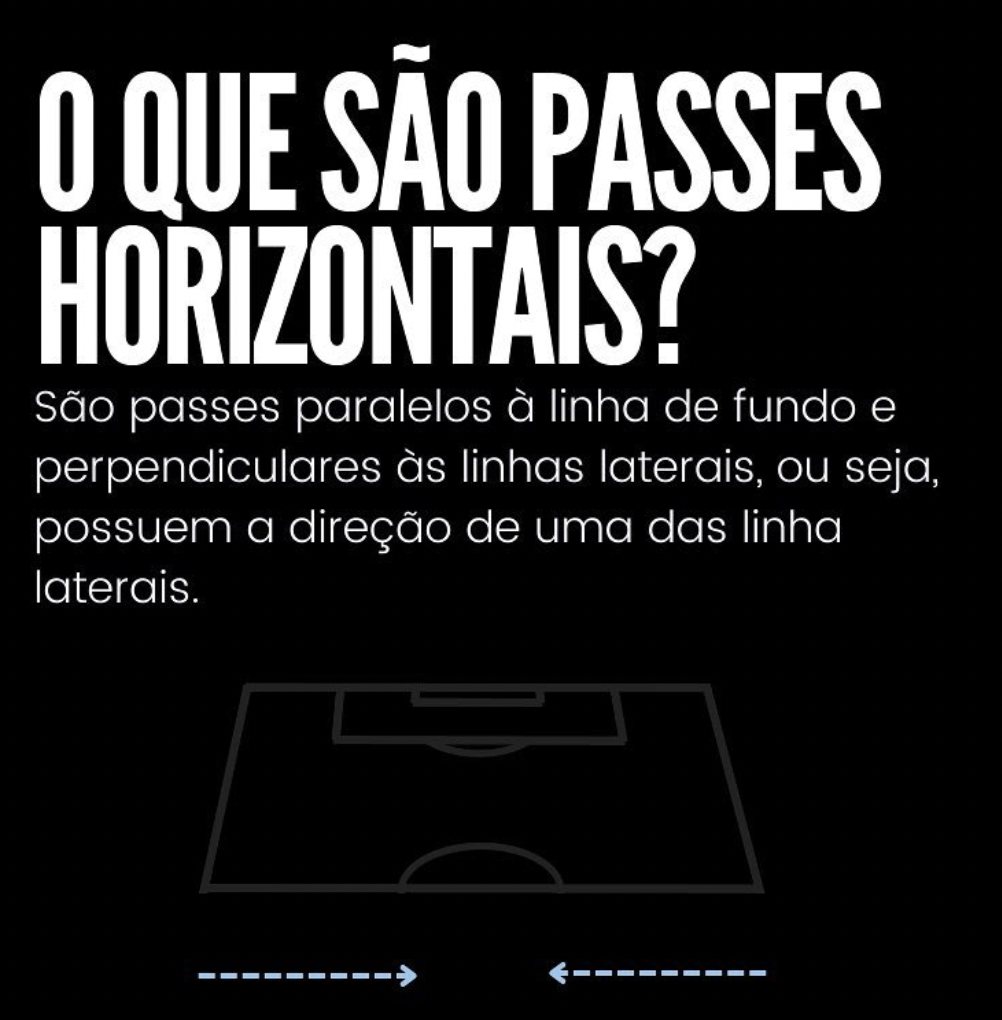 O QUE SÃO PASSES
HORIZONTAIS?
São passes paralelos à linha de fundo e
perpendiculares às linhas laterais, ou seja,
possuem a direção de uma das linha
laterais.